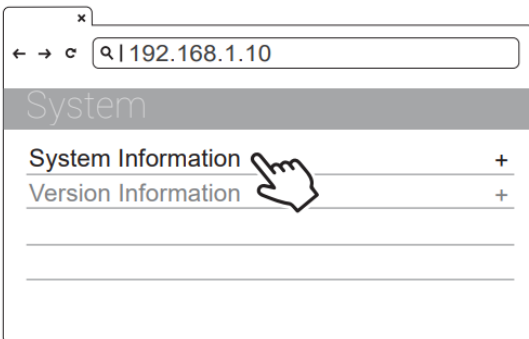 ×
192.168.1.10
System
System Information +
Version Information +